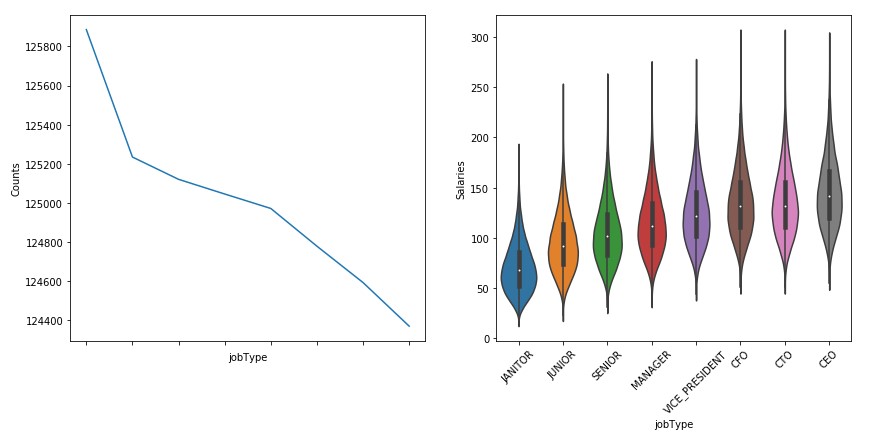 125800
125600
125400
125200
125000
124800
124600
124400
Counts
jobType
300
250
200
150
100
50
0
Salaries
JANITOR
JUNIOR
SENIOR
MANAGER
VICE_PRESIDENT
CFO
CTO
CEO
jobType